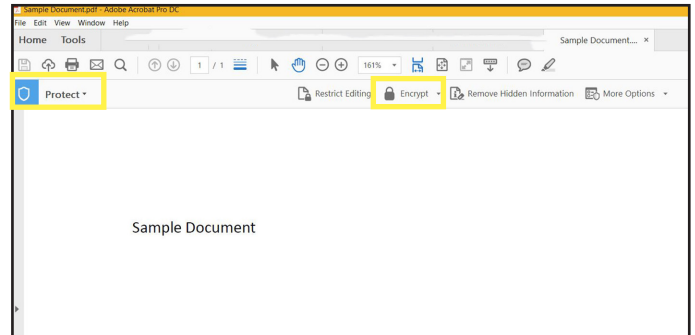 Sample Document.pdf - Adobe Acrobat Pro DC
File Edit View Window Help
Home Tools Sample Document.... ×
1 / 1 161%
Protect Restrict Editing Encrypt Remove Hidden Information More Options
Sample Document